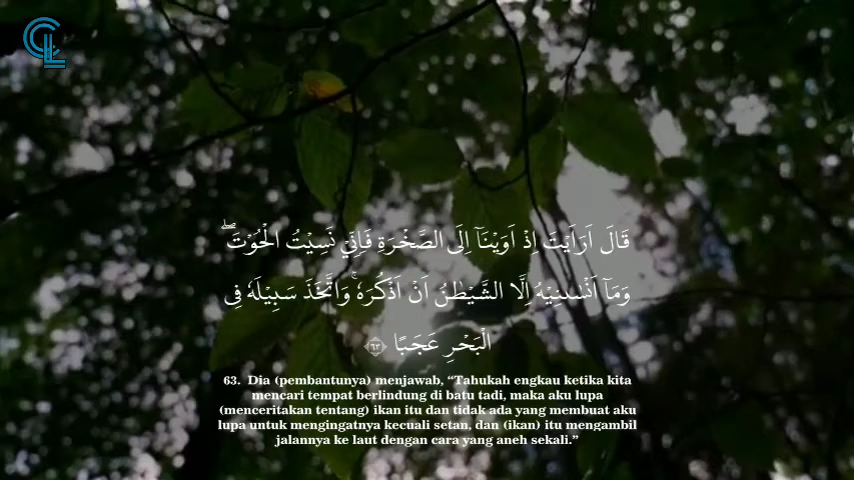 قَالَ اَرَاَيْتَ اِذْ اَوَيْنَآ اِلَى الصَّخْرَةِ فَاِنِّيْ نَسِيْتُ الْحُوْتَۖ
وَمَآ اَنْسٰىنِيْهُ اِلَّا الشَّيْطٰنُ اَنْ اَذْكُرَهٗۚ وَاتَّخَذَ سَبِيْلَهٗ فِى
الْبَحْرِ عَجَبًا ٦٣
63. Dia (pembantunya) menjawab, “Tahukah engkau ketika kita
mencari tempat berlindung di batu tadi, maka aku lupa
(menceritakan tentang) ikan itu dan tidak ada yang membuat aku
lupa untuk mengingatnya kecuali setan, dan (ikan) itu mengambil
jalannya ke laut dengan cara yang aneh sekali.”